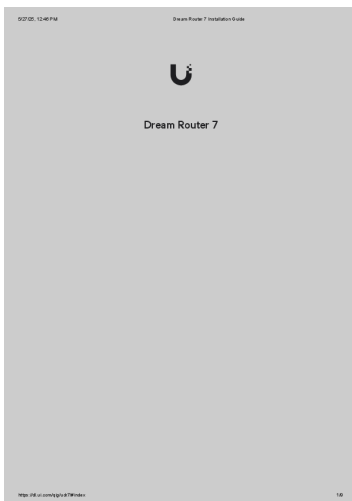 5/27/25, 12:46 PM Dream Router 7 Installation Guide
Dream Router 7
https://dl.ui.com/qig/udr7/#index 1/9